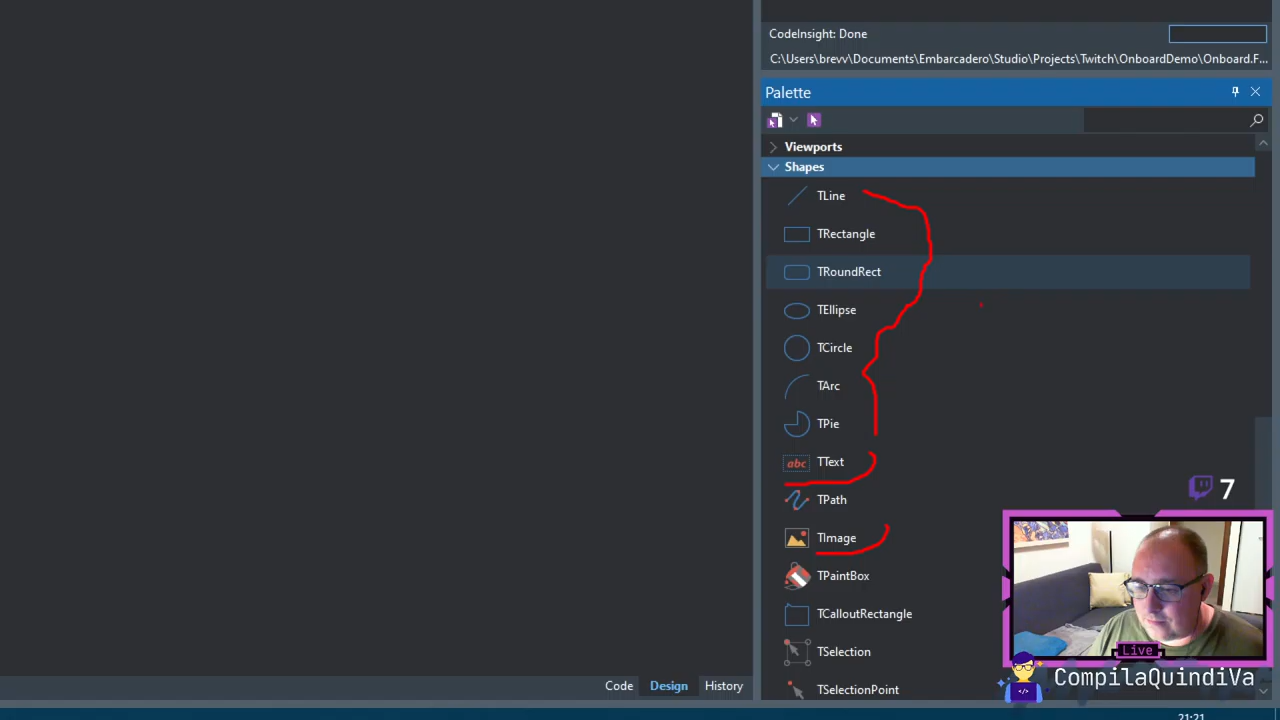 CodeInsight: Done
C:\Users\brevv\Documents\Embarcadero\Studio\Projects\Twitch\OnboardDemo\Onboard.F...
Palette
Viewports
Shapes
TLine
TRectangle
TRoundRect
TEllipse
TCircle
TArc
TPie
abc TText
TPath
7
TImage
TPaintBox
TCalloutRectangle
TSelection
Live
CompilaQuindiVa
</>
Code Design History
TSelectionPoint
21:21